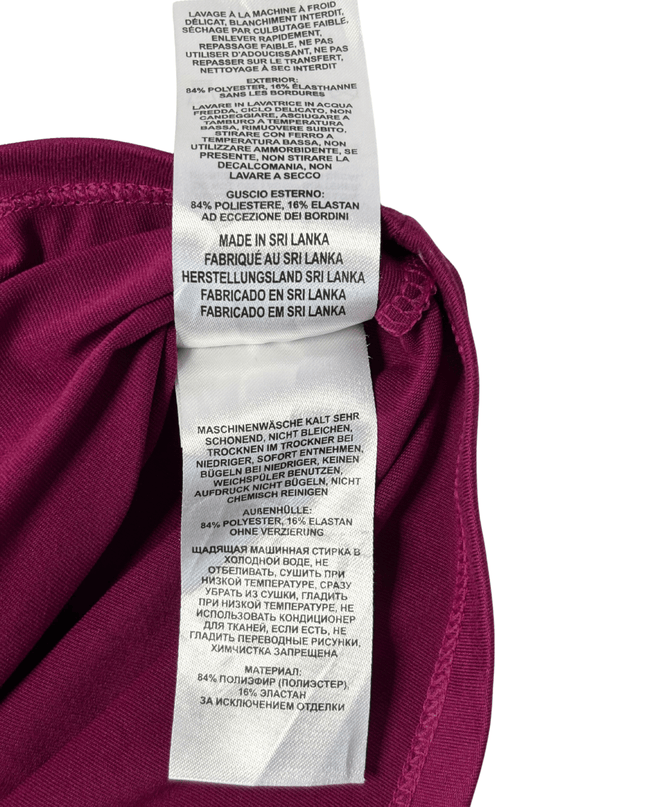 LAVAGE À LA MACHINE À FROID
DÉLICAT, BLANCHIMENT INTERDIT,
SÉCHAGE PAR CULBUTAGE FAIBLE,
ENLEVER RAPIDEMENT,
REPASSAGE FAIBLE, NE PAS
UTILISER D'ADOUCISSANT, NE PAS
REPASSER SUR LE TRANSFERT,
NETTOYAGE À SEC INTERDIT
EXTERIOR:
84% POLYESTER, 16% ÉLASTHANNE
SANS LES BORDURES
LAVARE IN LAVATRICE IN ACQUA
FREDDA, CICLO DELICATO, NON
CANDEGGIARE, ASCIUGARE A
TAMBURO A TEMPERATURA
BASSA, RIMUOVERE SUBITO,
STIRARE CON FERRO A
TEMPERATURA BASSA, NON
UTILIZZARE AMMORBIDENTE, SE
PRESENTE, NON STIRARE LA
DECALCOMANIA, NON
LAVARE A SECCO
GUSCIO ESTERNO:
84% POLIESTERE, 16% ELASTAN
AD ECCEZIONE DEI BORDINI
MADE IN SRI LANKA
FABRIQUÉ AU SRI LANKA
HERSTELLUNGSLAND SRI LANKA
FABRICADO EN SRI LANKA
FABRICADO EM SRI LANKA
MASCHINENWÄSCHE KALT SEHR
SCHONEND, NICHT BLEICHEN,
TROCKNEN IM TROCKNER BEI
NIEDRIGER, SOFORT ENTNEHMEN,
BÜGELN BEI NIEDRIGER, KEINEN
WEICHSPÜLER BENUTZEN,
AUFDRUCK NICHT BÜGELN, NICHT
CHEMISCH REINIGEN
AUßENHÜLLE:
84% POLYESTER, 16% ELASTAN
OHNE VERZIERUNG
ЩАДЯЩАЯ МАШИННАЯ СТИРКА В
ХОЛОДНОЙ ВОДЕ, НЕ
ОТБЕЛИВАТЬ, СУШИТЬ ПРИ
НИЗКОЙ ТЕМПЕРАТУРЕ, СРАЗУ
УБРАТЬ ИЗ СУШКИ, ГЛАДИТЬ
ПРИ НИЗКОЙ ТЕМПЕРАТУРЕ, НЕ
ИСПОЛЬЗОВАТЬ КОНДИЦИОНЕР
ДЛЯ ТКАНЕЙ, ЕСЛИ ЕСТЬ, НЕ
ГЛАДИТЬ ПЕРЕВОДНЫЕ РИСУНКИ,
ХИМЧИСТКА ЗАПРЕЩЕНА
МАТЕРИАЛ:
84% ПОЛИЭФИР (ПОЛИЭСТЕР),
16% ЭЛАСТАН
ЗА ИСКЛЮЧЕНИЕМ ОТДЕЛКИ